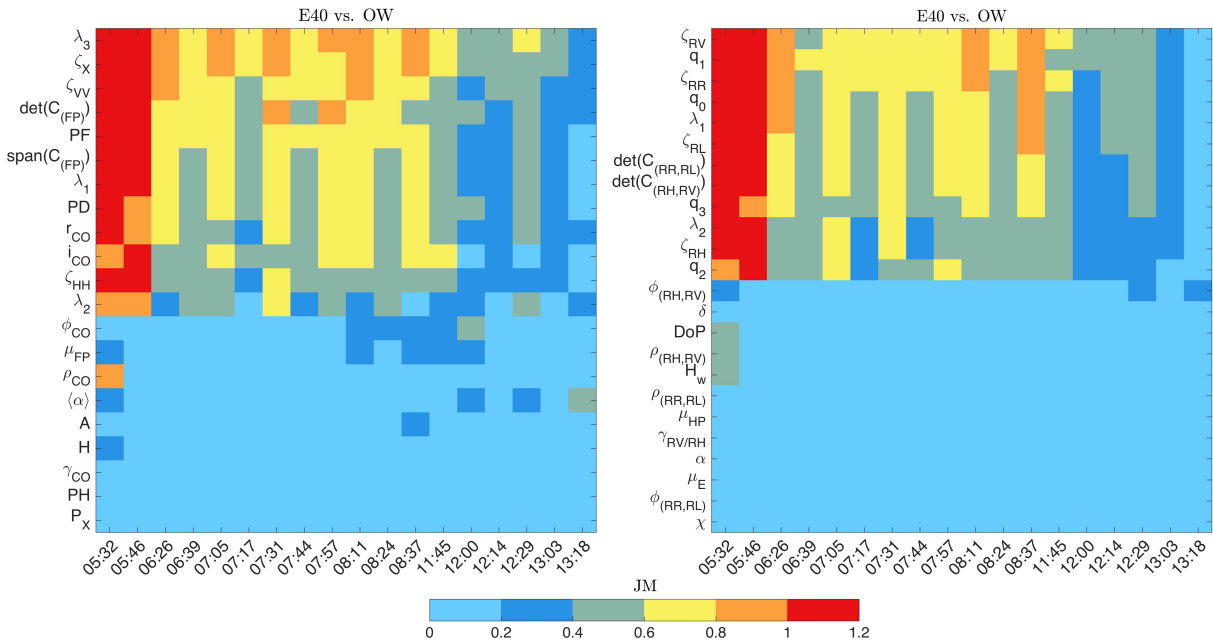 E40 vs. OW
λ3
ζX
ζVV
det(C(FP))
PF
span(C(FP))
λ1
PD
rCO
iCO
ζHH
λ2
ϕCO
μFP
ρCO
⟨α⟩
A
H
γCO
PH
PX
05:32 05:46 06:26 06:39 07:05 07:17 07:31 07:44 07:57 08:11 08:24 08:37 11:45 12:00 12:14 12:29 13:03 13:18
E40 vs. OW
ζRV
q1
ζRR
q0
λ1
ζRL
det(C(RR,RL))
det(C(RH,RV))
q3
λ2
ζRH
q2
ϕ(RH,RV)
δ
DoP
ρ(RH,RV)
Hw
ρ(RR,RL)
μHP
γRV/RH
α
μE
ϕ(RR,RL)
χ
05:32 05:46 06:26 06:39 07:05 07:17 07:31 07:44 07:57 08:11 08:24 08:37 11:45 12:00 12:14 12:29 13:03 13:18
JM
0 0.2 0.4 0.6 0.8 1 1.2